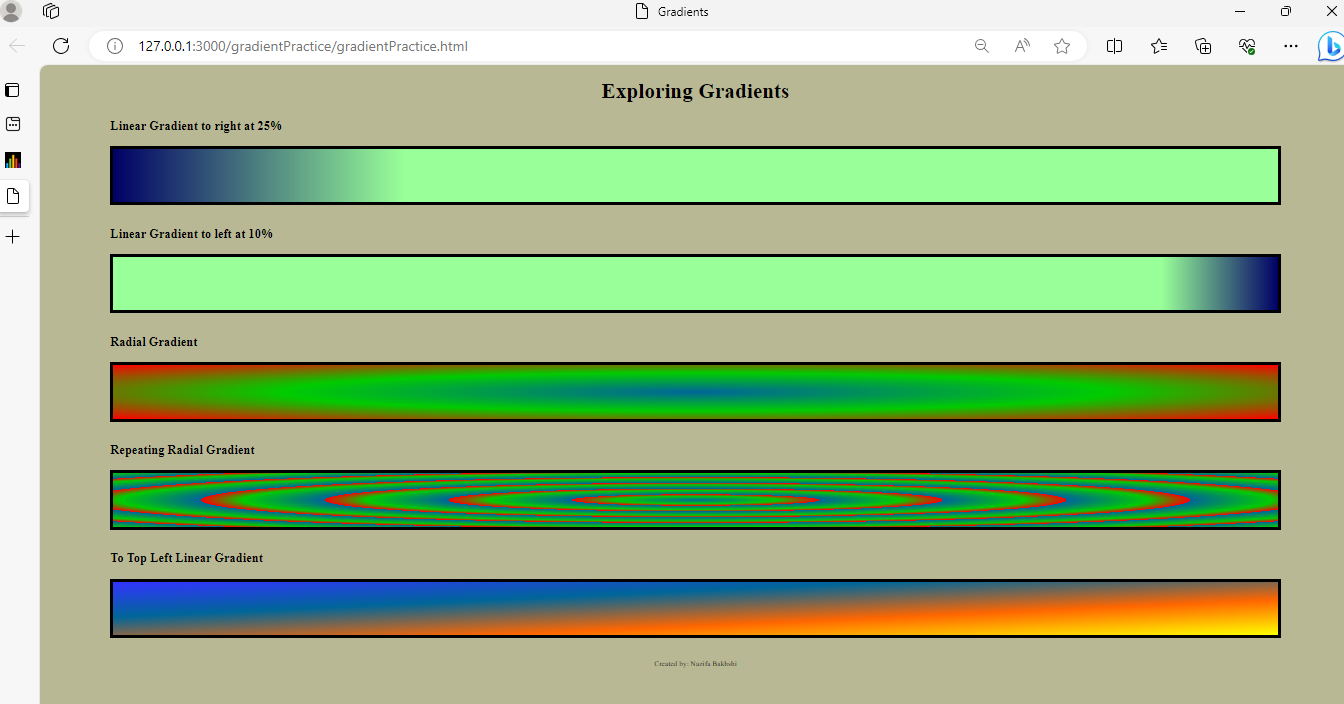 Gradients
127.0.0.1:3000/gradientPractice/gradientPractice.html
Exploring Gradients
Linear Gradient to right at 25%
Linear Gradient to left at 10%
Radial Gradient
Repeating Radial Gradient
To Top Left Linear Gradient
Created by: Nazifa Bakhshi